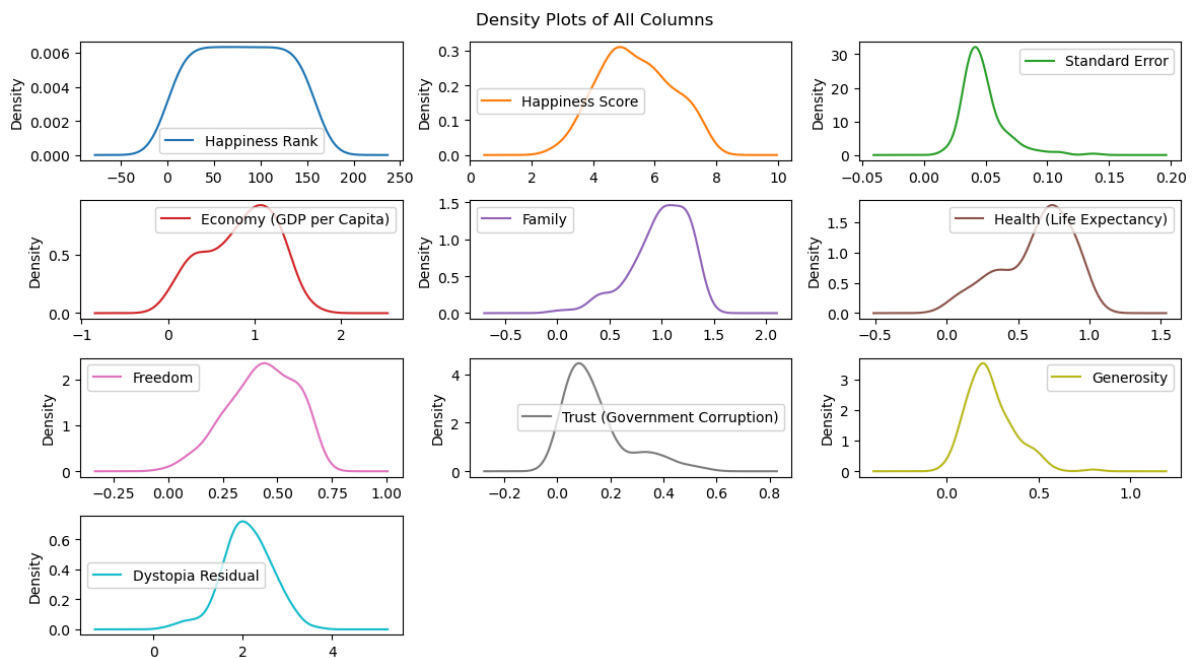 Density Plots of All Columns
Density
0.006
0.004
0.002
0.000
Happiness Rank
−50 0 50 100 150 200 250
Density
0.3
0.2
0.1
0.0
Happiness Score
0 2 4 6 8 10
Density
30
20
10
0
Standard Error
−0.05 0.00 0.05 0.10 0.15 0.20
Density
0.5
0.0
Economy (GDP per Capita)
−1 0 1 2
Density
1.5
1.0
0.5
0.0
Family
−0.5 0.0 0.5 1.0 1.5 2.0
Density
1.5
1.0
0.5
0.0
Health (Life Expectancy)
−0.5 0.0 0.5 1.0 1.5
Density
2
1
0
Freedom
−0.25 0.00 0.25 0.50 0.75 1.00
Density
4
2
0
Trust (Government Corruption)
−0.2 0.0 0.2 0.4 0.6 0.8
Density
3
2
1
0
Generosity
0.0 0.5 1.0
Density
0.6
0.4
0.2
0.0
Dystopia Residual
0 2 4